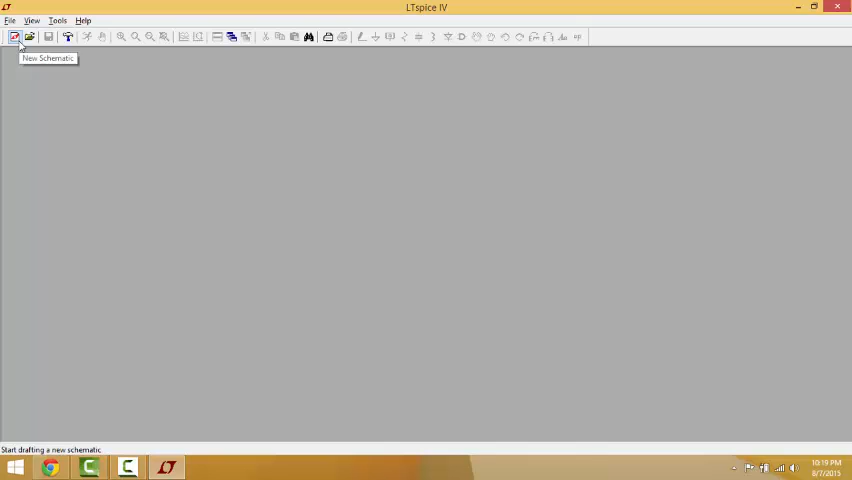 LTspice IV
File View Tools Help
New Schematic
Start drafting a new schematic
10:19 PM
8/7/2015